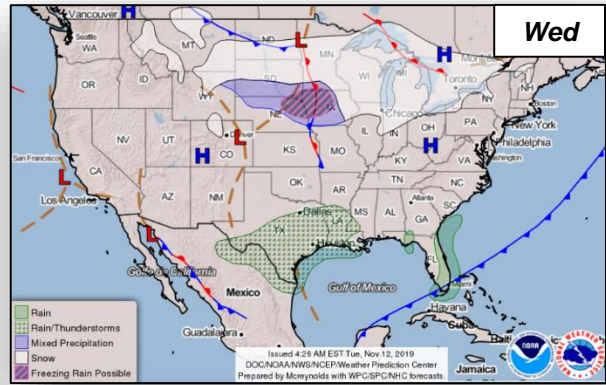 Wed
Vancouver
H
Seattle
WA
MT
ND
L
MN
H
Montréal
OR
ID
SD
WI
MI
Toronto
NH
WY
Boston
NE
IA
Chicago
NY
New York
NV
UT
H
Denver
L
CO
KS
MO
IL
IN
OH
PA
Philadelphia
San Francisco
CA
H
KY
WV
VA
Washington
L
Los Angeles
AZ
NM
OK
AR
TN
NC
Atlanta
SC
L
Dallas
TX
LA
MS
AL
GA
Houston
FL
Miami
Golfo de California
Mexico
Gulf of Mexico
Havana
Cuba
Guadalajara
Jamaica
Rain
Rain/Thunderstorms
Mixed Precipitation
Snow
Freezing Rain Possible
Issued 4:26 AM EST Tue, Nov 12, 2019
DOC/NOAA/NWS/NCEP/Weather Prediction Center
Prepared by Mcreynolds with WPC/SPC/NHC forecasts.
NOAA